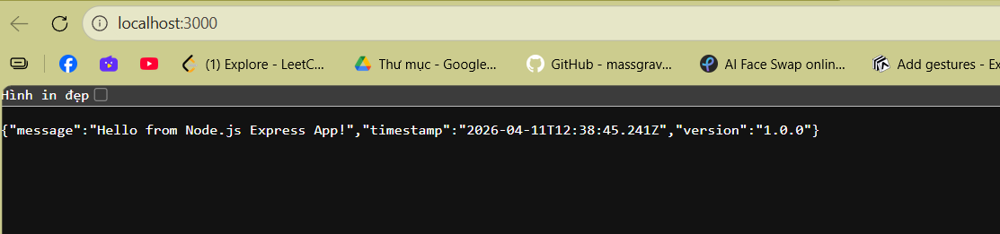 localhost:3000
(1) Explore - LeetC...
Thư mục - Google...
GitHub - massgrav...
AI Face Swap onlin...
Add gestures - Ex
Hình in đẹp
{"message":"Hello from Node.js Express App!","timestamp":"2026-04-11T12:38:45.241Z","version":"1.0.0"}